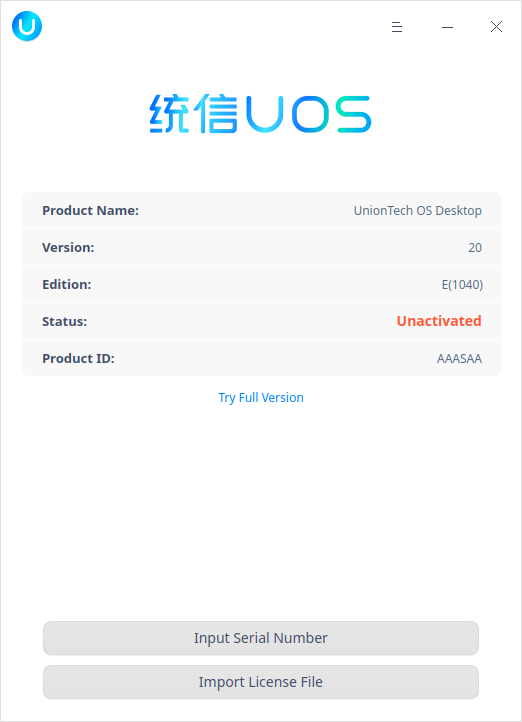 统信UOS
Product Name: UnionTech OS Desktop
Version: 20
Edition: E(1040)
Status: Unactivated
Product ID: AAASAA
Try Full Version
Input Serial Number
Import License File